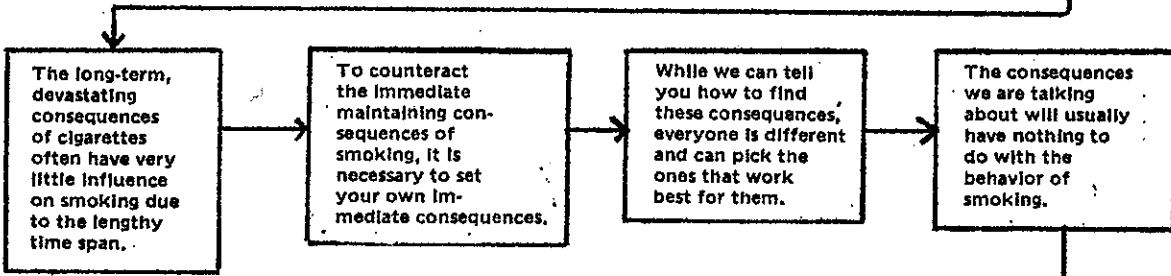 The long-term,
devastating
consequences
of cigarettes
often have very
little influence
on smoking due
to the lengthy
time span.
To counteract
the immediate
maintaining con-
sequences of
smoking, it is
necessary to set
your own im-
mediate consequences.
While we can tell
you how to find
these consequences,
everyone is different
and can pick the
ones that work
best for them.
The consequences
we are talking
about will usually
have nothing to
do with the
behavior of
smoking.